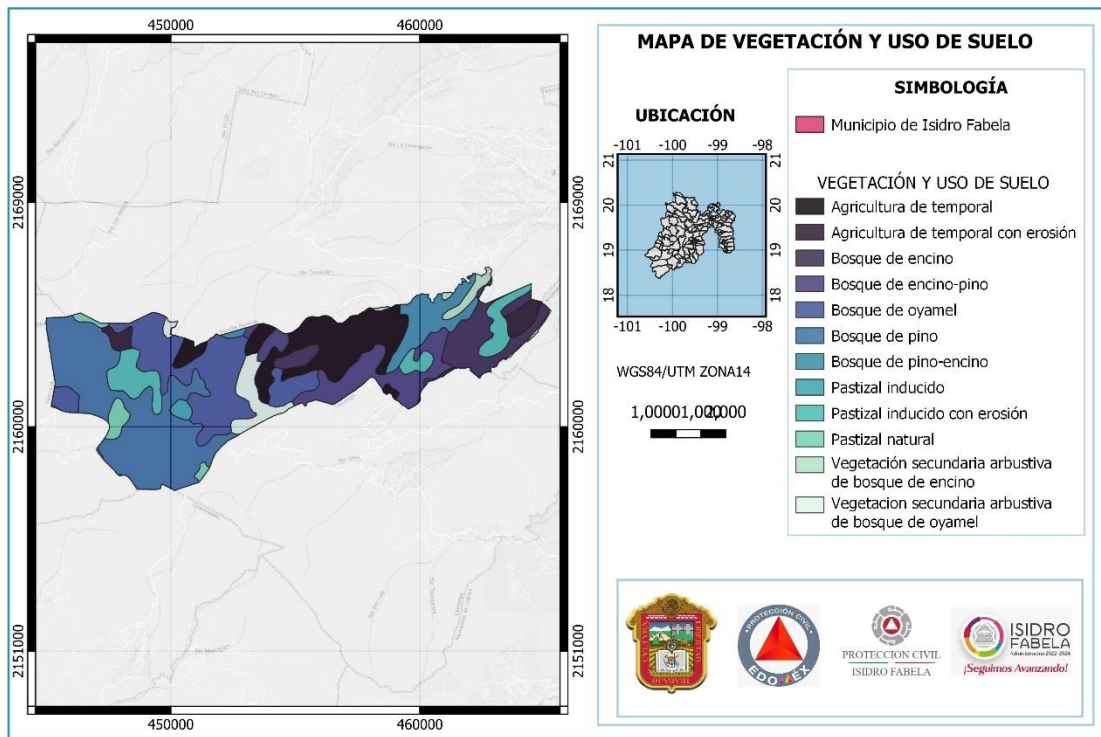 MAPA DE VEGETACIÓN Y USO DE SUELO
450000
460000
2169000
2160000
2151000
2169000
2160000
2151000
450000
460000
UBICACIÓN
-101 -100 -99 -98
21
20
19
18
21
20
19
18
-101 -100 -99 -98
WGS84/UTM ZONA14
SIMBOLOGÍA
Municipio de Isidro Fabela
VEGETACIÓN Y USO DE SUELO
Agricultura de temporal
Agricultura de temporal con erosión
Bosque de encino
Bosque de encino-pino
Bosque de oyamel
Bosque de pino
Bosque de pino-encino
Pastizal inducido
Pastizal inducido con erosión
Pastizal natural
Vegetación secundaria arbustiva
de bosque de encino
Vegetacion secundaria arbustiva
de bosque de oyamel
PROTECCIÓN CIVIL
EDOMEX
PROTECCION CIVIL
ISIDRO FABELA
ISIDRO
FABELA
Administración 2022-2024
¡Seguimos Avanzando!